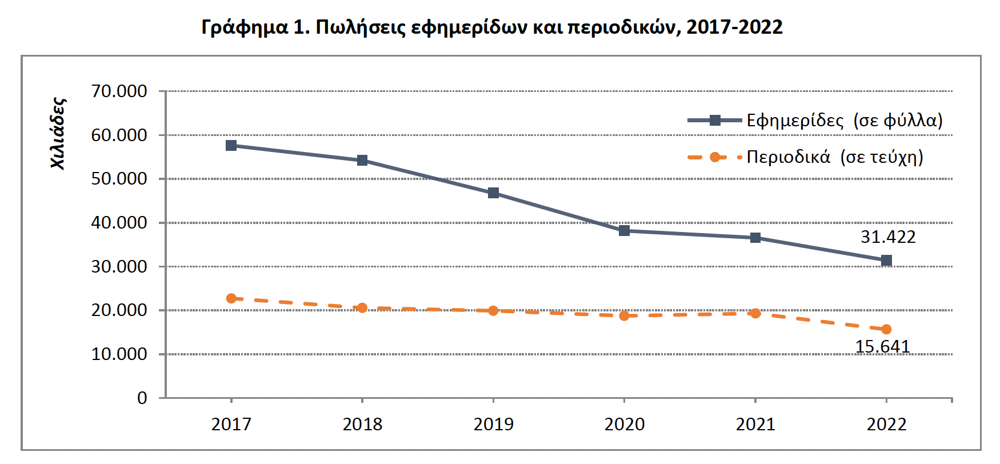 Γράφημα 1. Πωλήσεις εφημερίδων και περιοδικών, 2017-2022
Χιλιάδες
70.000
60.000
50.000
40.000
30.000
20.000
10.000
0
Εφημερίδες (σε φύλλα)
Περιοδικά (σε τεύχη)
31.422
15.641
2017 2018 2019 2020 2021 2022